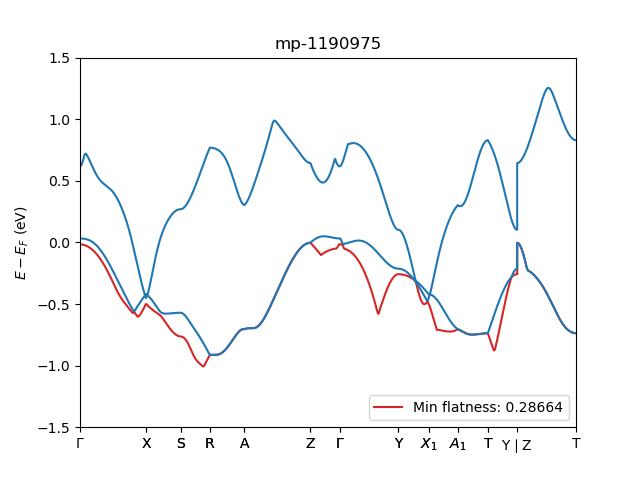 mp-1190975
E − E_F (eV)
1.5
1.0
0.5
0.0
−0.5
−1.0
−1.5
Min flatness: 0.28664
Γ X S R A Z Γ Y X₁ A₁ T Y | Z T